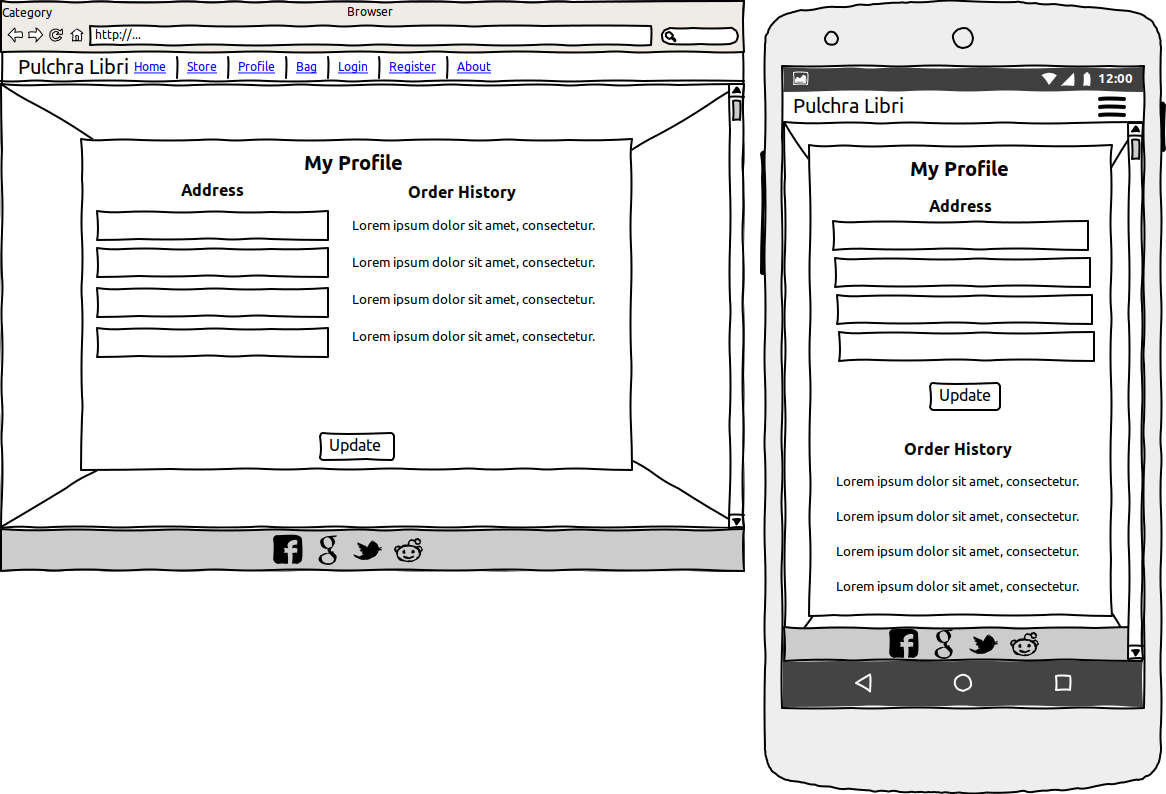 Category
Browser
http://...
Pulchra Libri Home Store Profile Bag Login Register About
My Profile
Address
Order History
Lorem ipsum dolor sit amet, consectetur.
Lorem ipsum dolor sit amet, consectetur.
Lorem ipsum dolor sit amet, consectetur.
Lorem ipsum dolor sit amet, consectetur.
Update
12:00
Pulchra Libri
My Profile
Address
Update
Order History
Lorem ipsum dolor sit amet, consectetur.
Lorem ipsum dolor sit amet, consectetur.
Lorem ipsum dolor sit amet, consectetur.
Lorem ipsum dolor sit amet, consectetur.